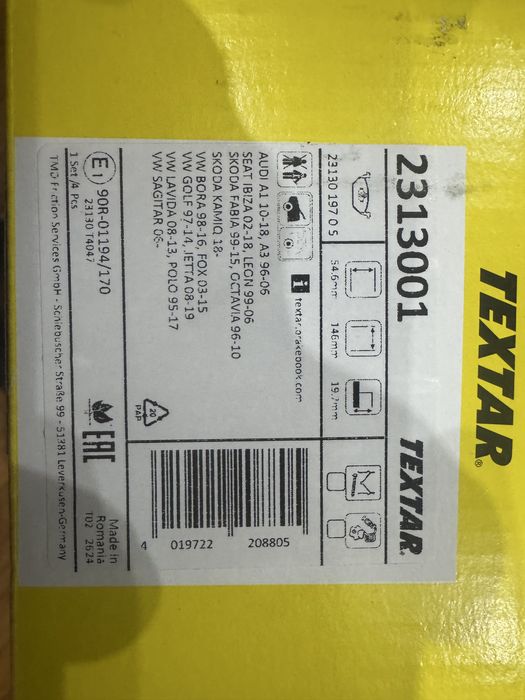 TEXTAR®
2313001
TEXTAR®
23130 197 0 5
54.6mm
146mm
19.7mm
i textar.brakebook.com
AUDI A1 10-18, A3 96-06
SEAT IBIZA 02-18, LEON 99-06
SKODA FABIA 99-15, OCTAVIA 96-10
SKODA KAMIQ 18-
VW BORA 98-16, FOX 03-15
VW GOLF 97-14, JETTA 08-19
VW LAVIDA 08-13, POLO 95-17
VW SAGITAR 06-
20
PAP
4 019722 208805
E1 90R-01194/170
23130 T4047
EAC
Made in
Romania
TD2 2624
1 Set /4 Pcs
TMD Friction Services GmbH - Schlebuscher Straße 99 - 51381 Leverkusen-Germany